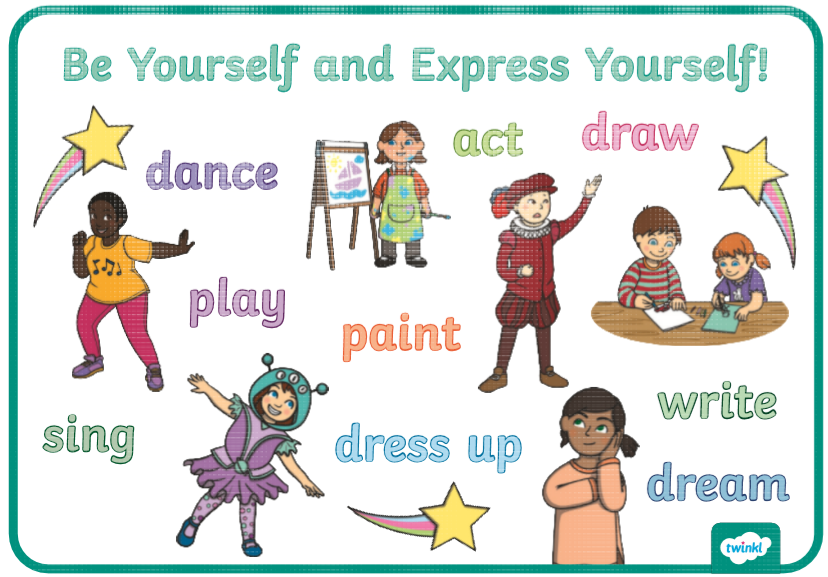 Be Yourself and Express Yourself!
act
draw
dance
play
paint
write
sing
dress up
dream
twinkl